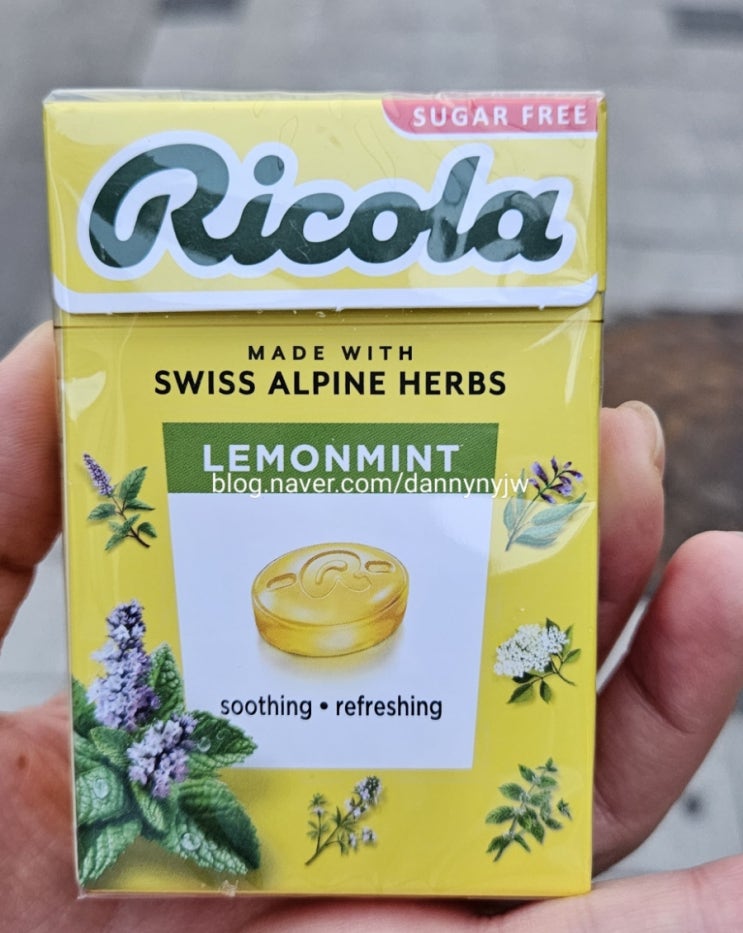 SUGAR FREE
Ricola
MADE WITH
SWISS ALPINE HERBS
LEMONMINT
blog.naver.com/dannynyjw
soothing • refreshing